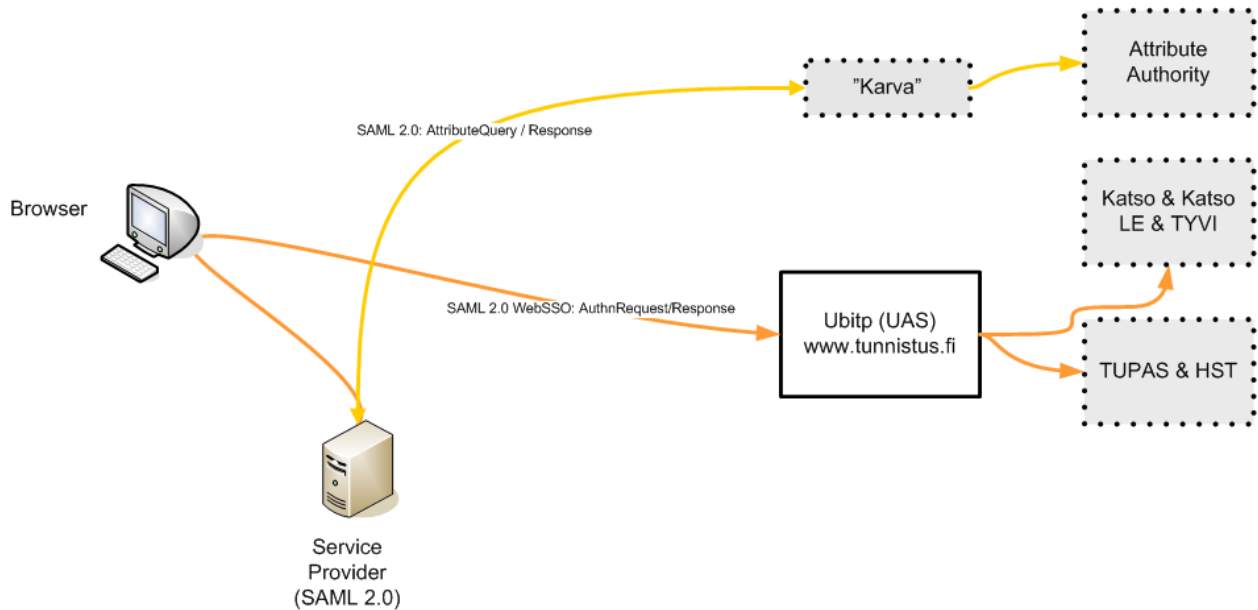 Attribute
Authority
"Karva"
SAML 2.0: AttributeQuery / Response
Browser
Katso & Katso
LE & TYVI
SAML 2.0 WebSSO: AuthnRequest/Response
Ubitp (UAS)
www.tunnistus.fi
TUPAS & HST
Service
Provider
(SAML 2.0)